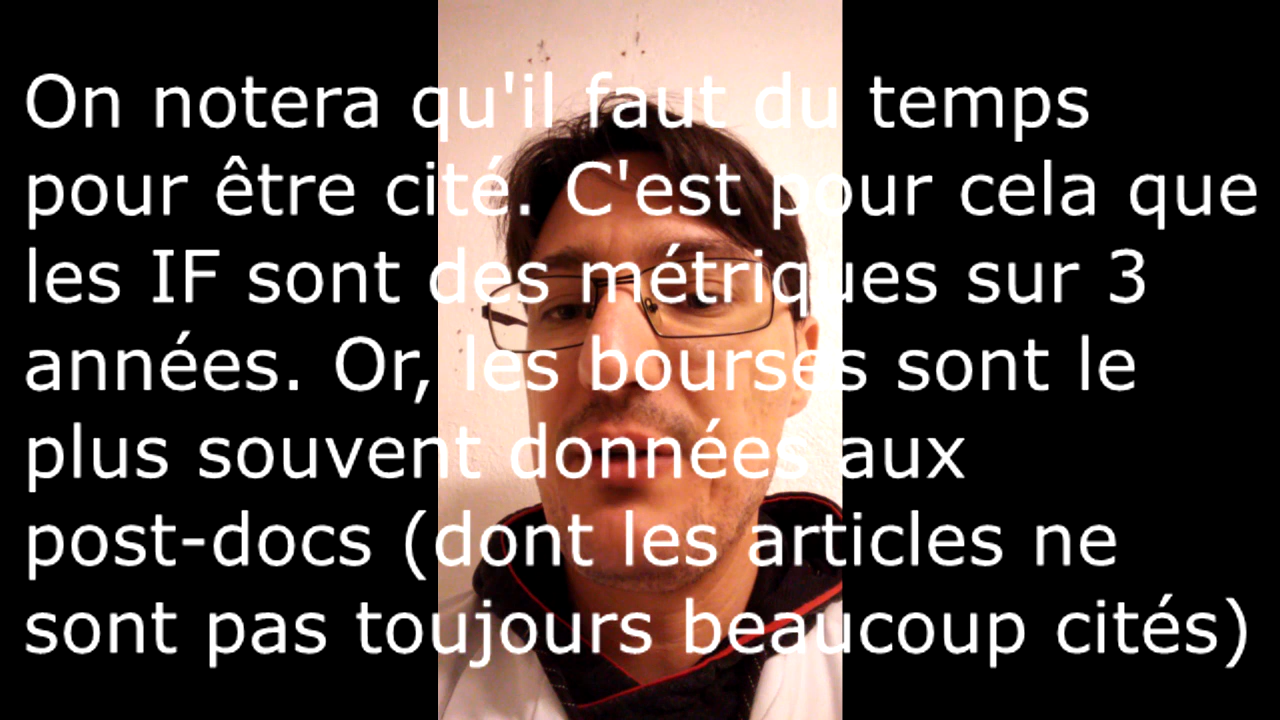 On notera qu'il faut du temps
pour être cité. C'est pour cela que
les IF sont des métriques sur 3
années. Or, les bourses sont le
plus souvent données aux
post-docs (dont les articles ne
sont pas toujours beaucoup cités)